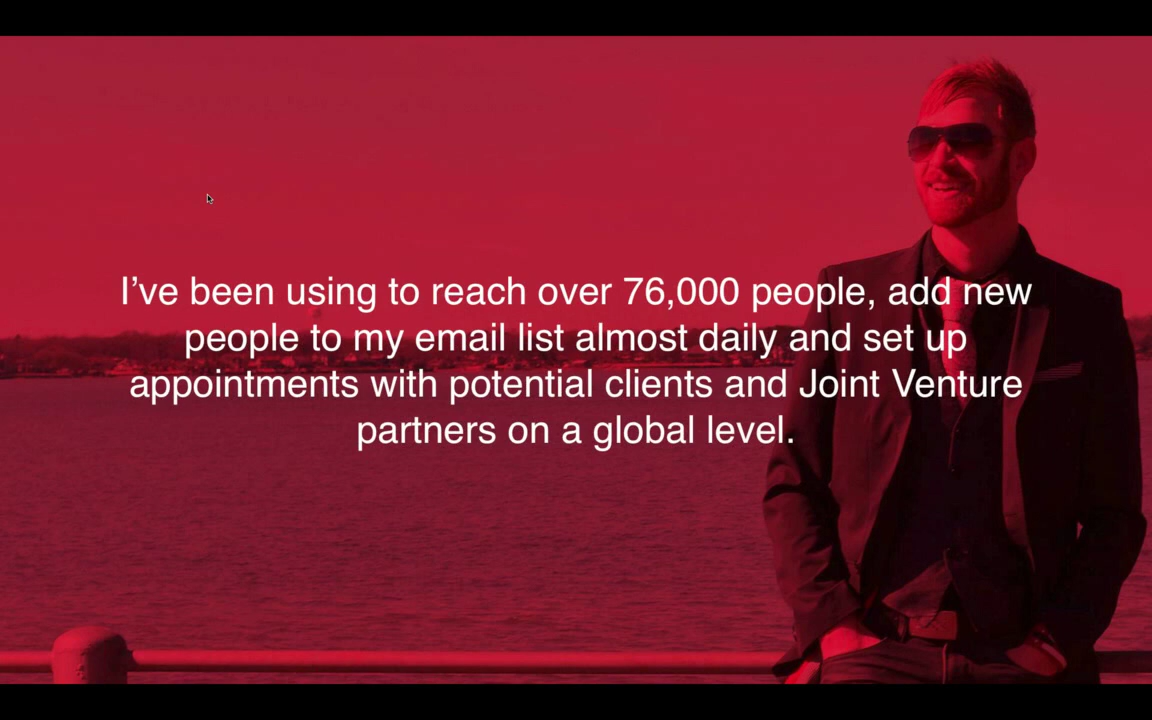 I’ve been using to reach over 76,000 people, add new
people to my email list almost daily and set up
appointments with potential clients and Joint Venture
partners on a global level.